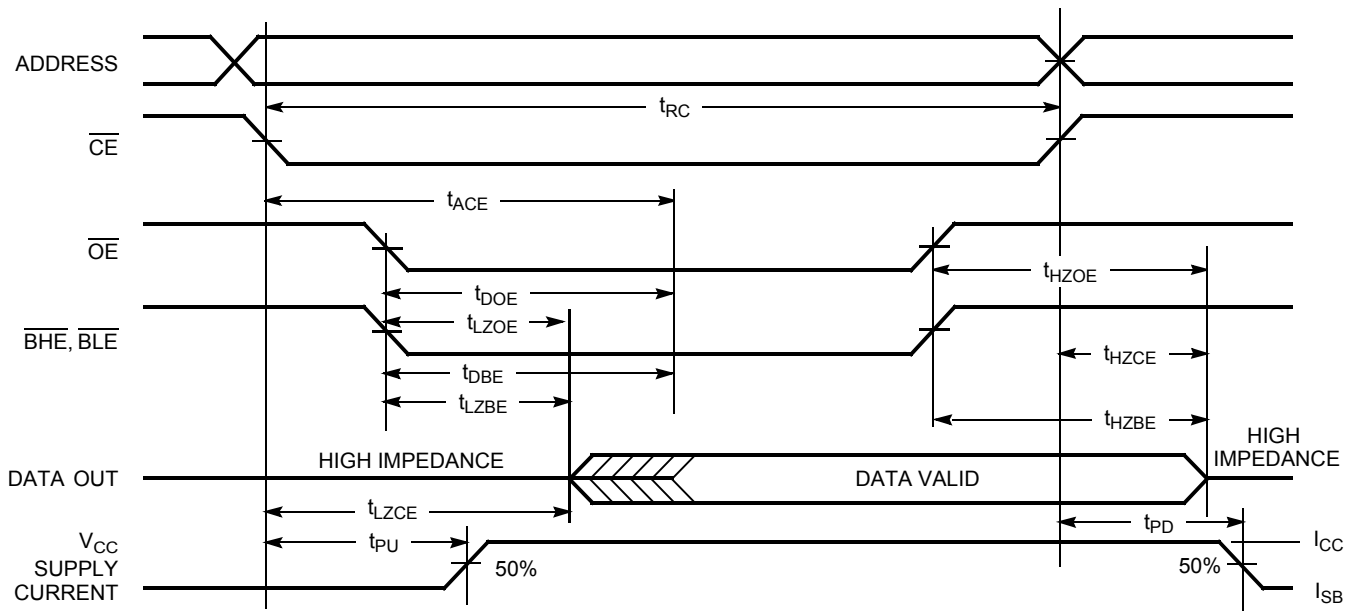 ADDRESS
tRC
CE
tACE
OE
tHZOE
tDOE
tLZOE
BHE, BLE
tHZCE
tDBE
tLZBE
tHZBE
HIGH IMPEDANCE
HIGH
IMPEDANCE
DATA OUT
DATA VALID
tLZCE
tPD
VCC
SUPPLY
CURRENT
tPU
50%
50%
ICC
ISB